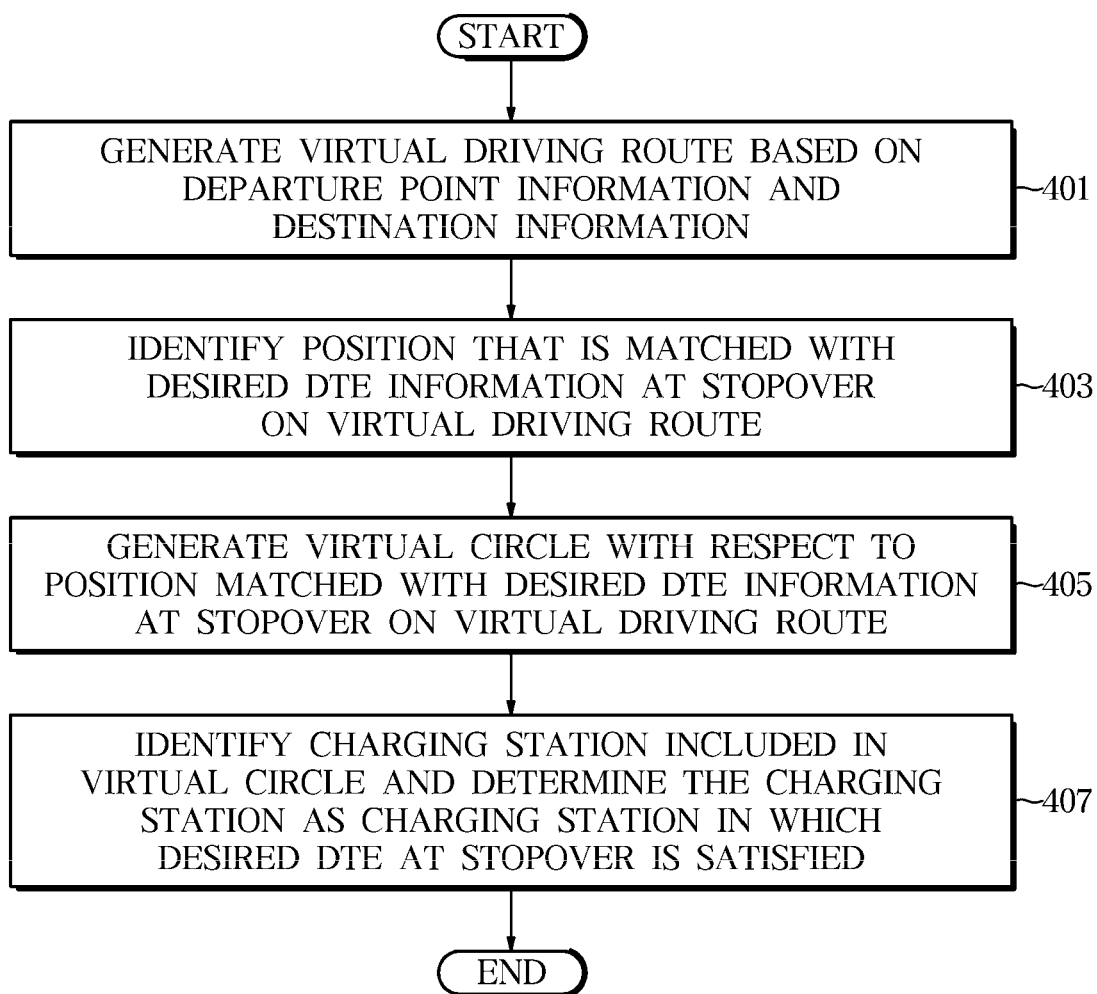 START
GENERATE VIRTUAL DRIVING ROUTE BASED ON
DEPARTURE POINT INFORMATION AND
DESTINATION INFORMATION
401
IDENTIFY POSITION THAT IS MATCHED WITH
DESIRED DTE INFORMATION AT STOPOVER
ON VIRTUAL DRIVING ROUTE
403
GENERATE VIRTUAL CIRCLE WITH RESPECT TO
POSITION MATCHED WITH DESIRED DTE INFORMATION
AT STOPOVER ON VIRTUAL DRIVING ROUTE
405
IDENTIFY CHARGING STATION INCLUDED IN
VIRTUAL CIRCLE AND DETERMINE THE CHARGING
STATION AS CHARGING STATION IN WHICH
DESIRED DTE AT STOPOVER IS SATISFIED
407
END